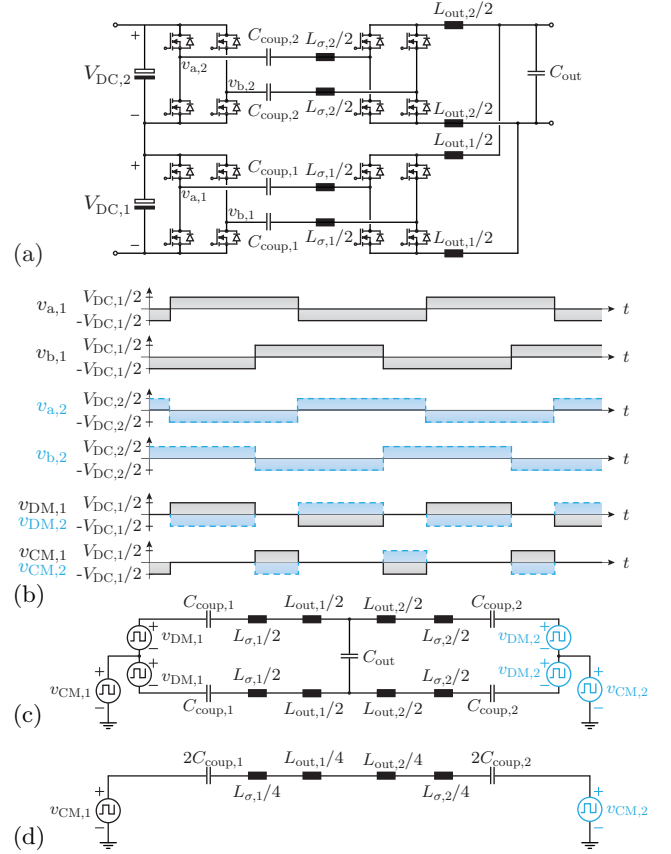 L_out,2/2
C_coup,2 L_σ,2/2
+
v_a,2
V_DC,2 v_b,2 C_out
−
C_coup,2 L_σ,2/2 L_out,2/2
L_out,1/2
+ C_coup,1 L_σ,1/2
v_a,1
V_DC,1 v_b,1
−
C_coup,1 L_σ,1/2 L_out,1/2
(a)
v_a,1 V_DC,1/2 t
-V_DC,1/2
v_b,1 V_DC,1/2 t
-V_DC,1/2
v_a,2 V_DC,2/2 t
-V_DC,2/2
v_b,2 V_DC,2/2 t
-V_DC,2/2
v_DM,1 V_DC,1/2 t
v_DM,2 -V_DC,1/2
v_CM,1 V_DC,1/2 t
v_CM,2 -V_DC,1/2
(b)
C_coup,1 L_out,1/2 L_out,2/2 C_coup,2
+ v_DM,1 L_σ,1/2 L_σ,2/2 v_DM,2 +
− −
+ v_DM,1 L_σ,1/2 C_out L_σ,2/2 v_DM,2 +
− −
v_CM,1 + C_coup,1 L_out,1/2 L_out,2/2 C_coup,2 + v_CM,2
− −
(c)
2C_coup,1 L_out,1/4 L_out,2/4 2C_coup,2
L_σ,1/4 L_σ,2/4
v_CM,1 + + v_CM,2
− −
(d)